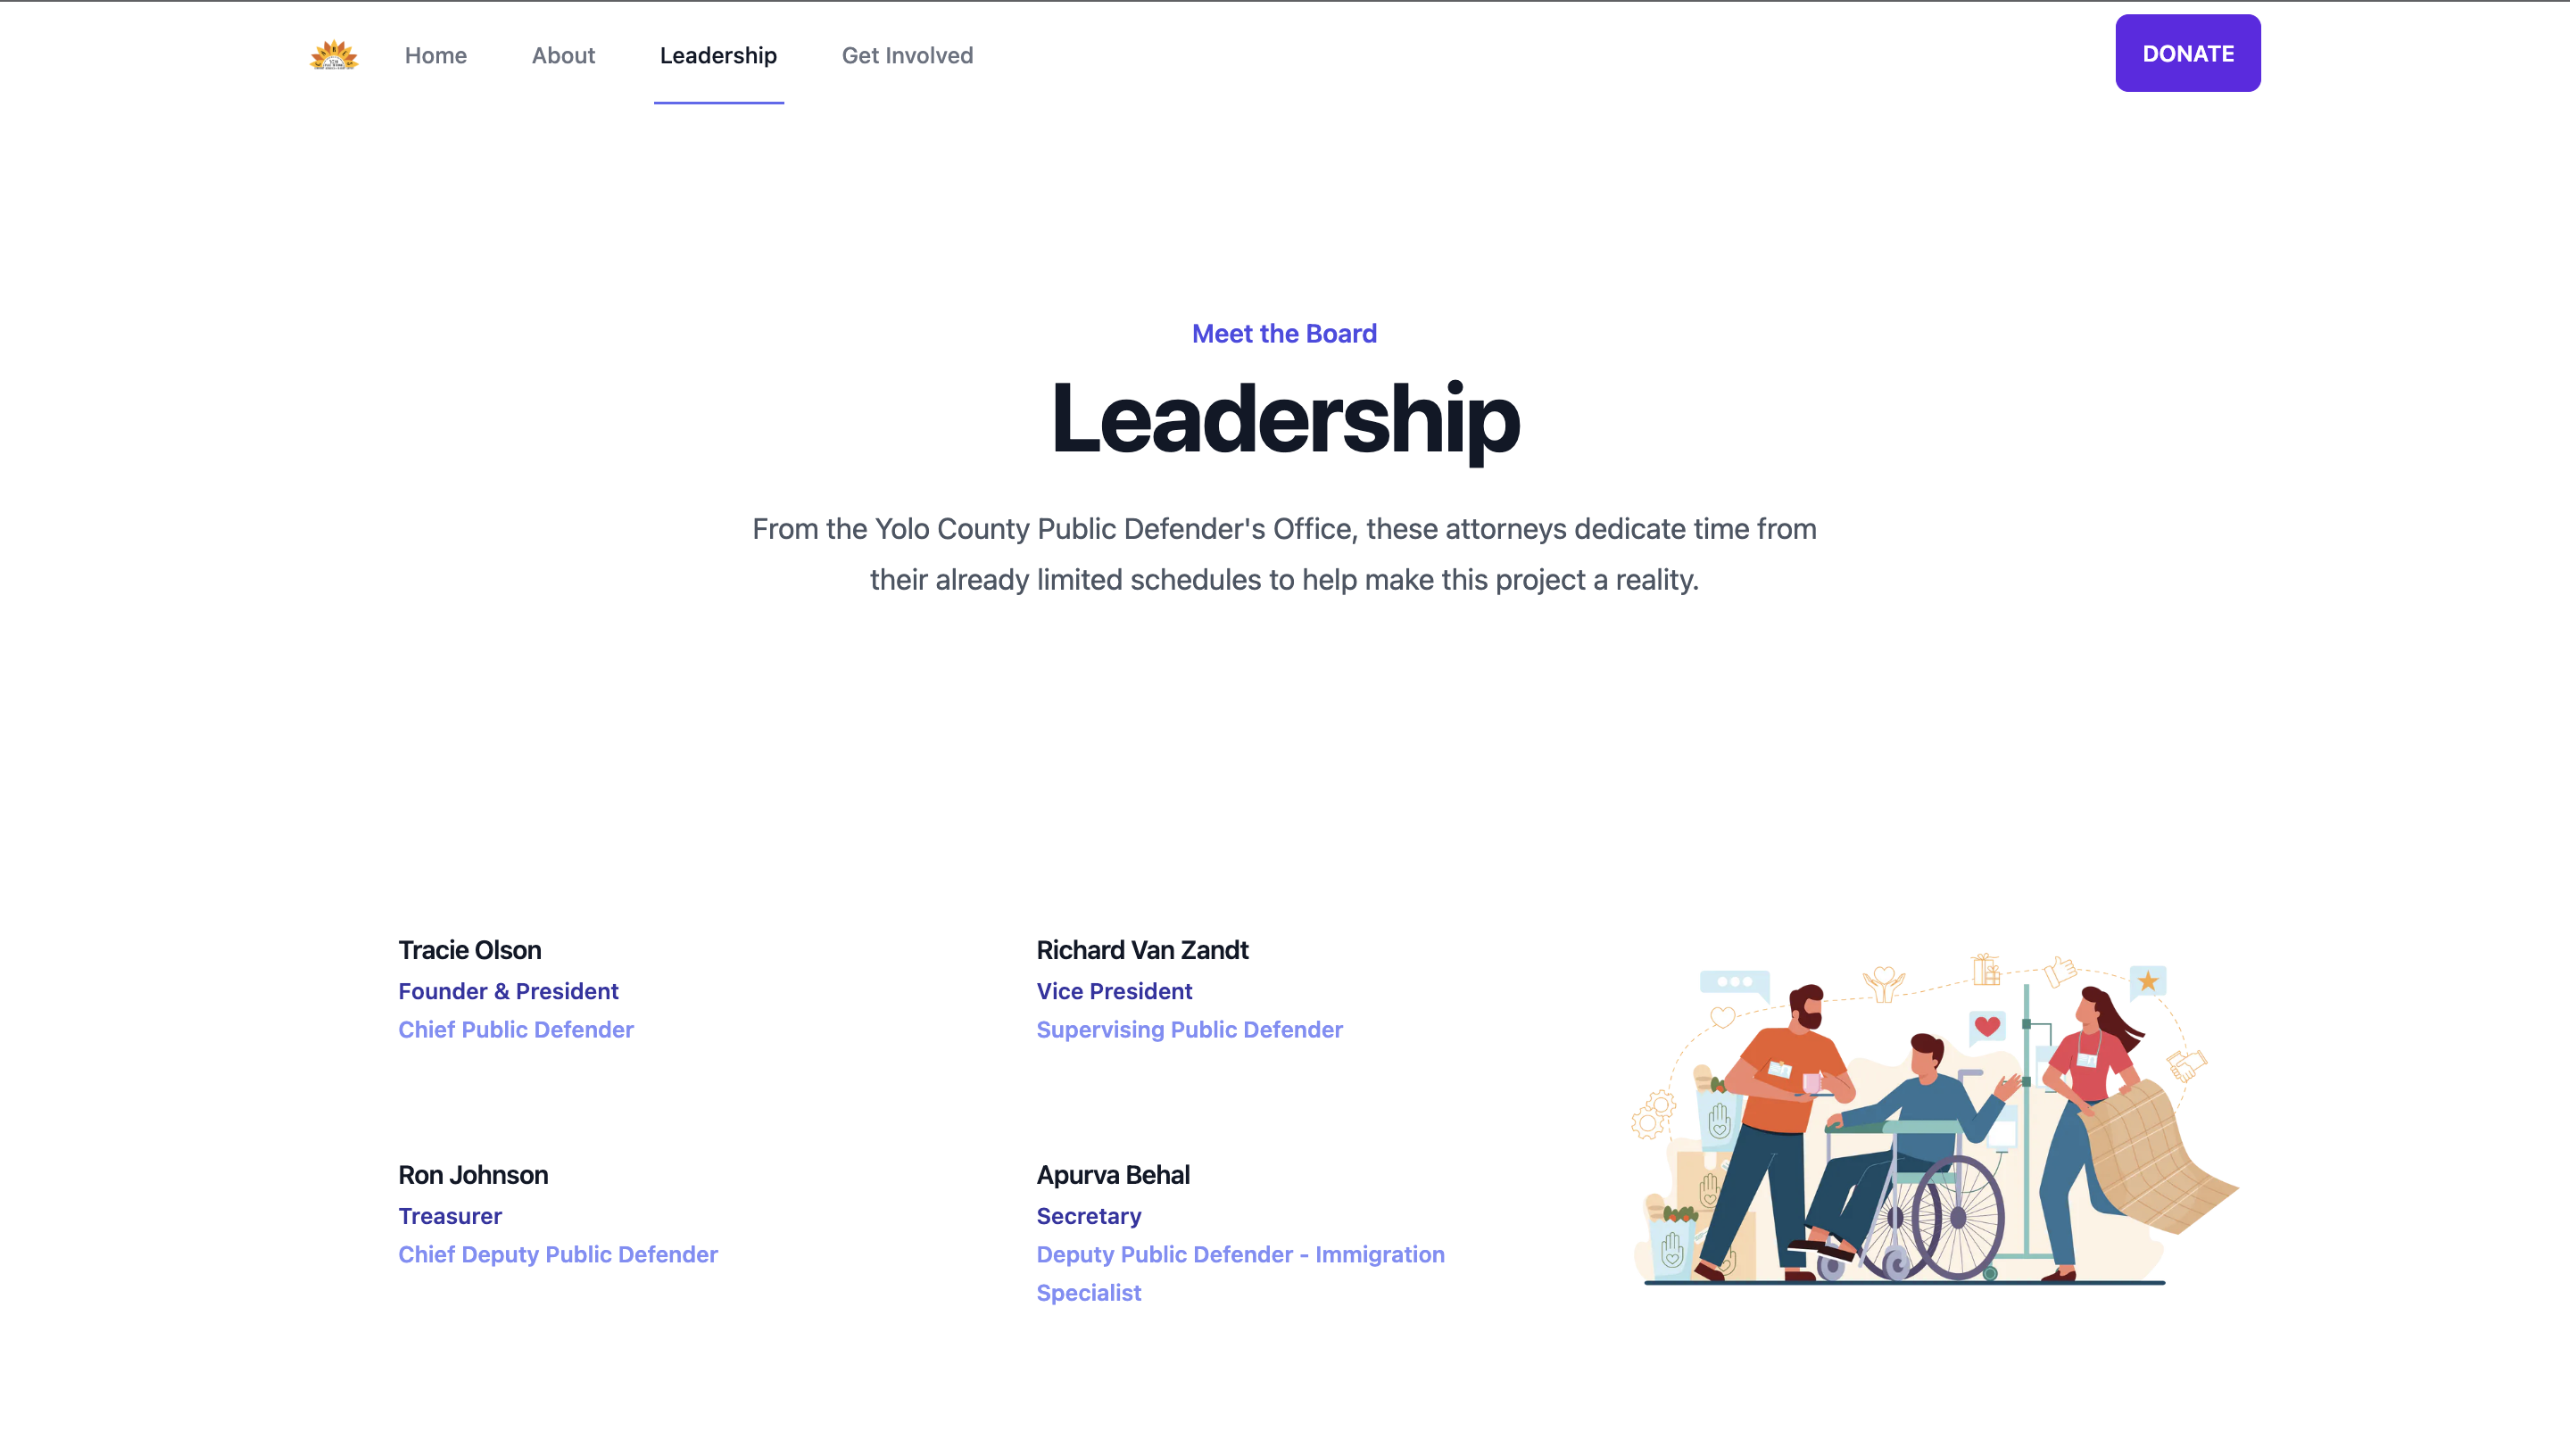 Home
About
Leadership
Get Involved
DONATE
Meet the Board
Leadership
From the Yolo County Public Defender's Office, these attorneys dedicate time from
their already limited schedules to help make this project a reality.
Tracie Olson
Founder & President
Chief Public Defender
Richard Van Zandt
Vice President
Supervising Public Defender
Ron Johnson
Treasurer
Chief Deputy Public Defender
Apurva Behal
Secretary
Deputy Public Defender - Immigration
Specialist